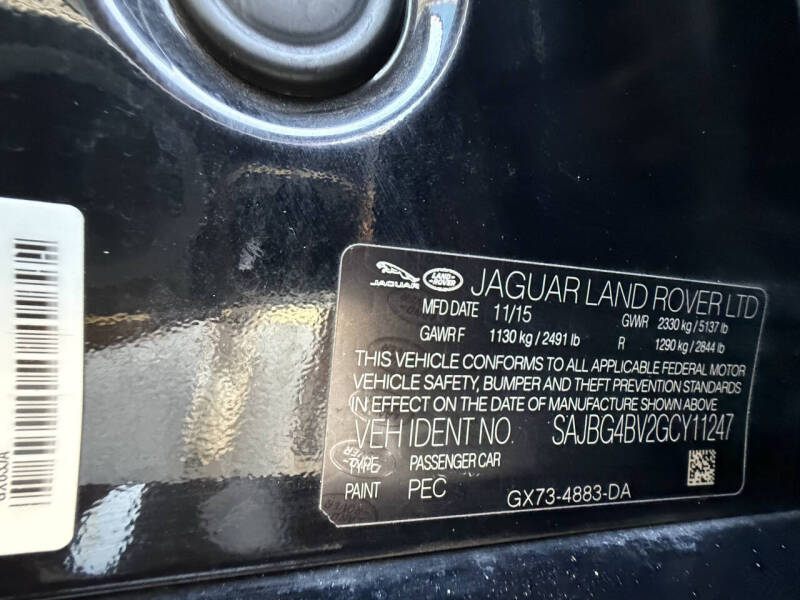 JAGUAR LAND-ROVER JAGUAR LAND ROVER LTD
MFD DATE 11/15 GWR 2330 kg / 5137 lb
GAWR F 1130 kg / 2491 lb R 1290 kg / 2844 lb
THIS VEHICLE CONFORMS TO ALL APPLICABLE FEDERAL MOTOR
VEHICLE SAFETY, BUMPER AND THEFT PREVENTION STANDARDS
IN EFFECT ON THE DATE OF MANUFACTURE SHOWN ABOVE
VEH IDENT NO. SAJBG4BV2GCY11247
TYPE PASSENGER CAR
PAINT PEC GX73-4883-DA